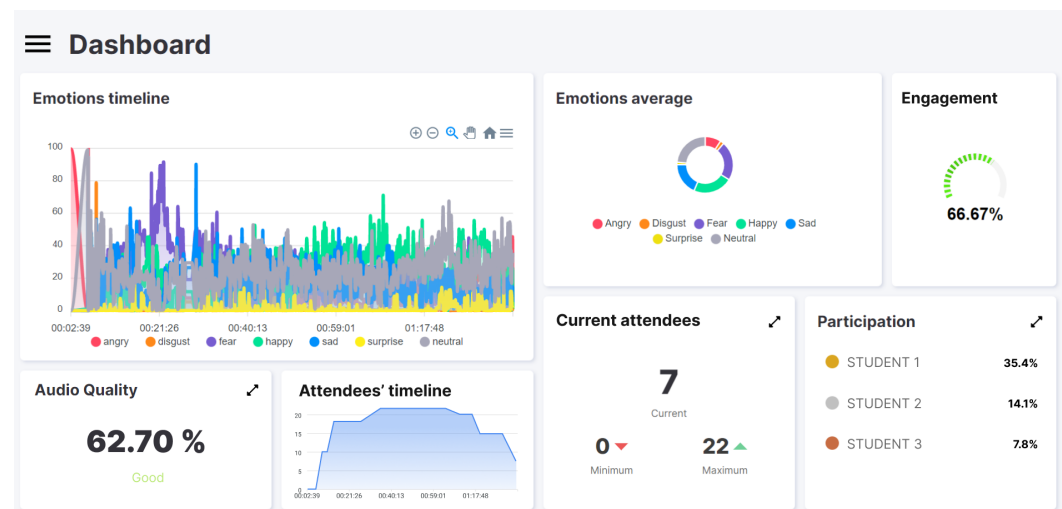 Dashboard
Emotions timeline
100
80
60
40
20
0
00:02:39 00:21:26 00:40:13 00:59:01 01:17:48
angry disgust fear happy sad surprise neutral
Emotions average
Angry Disgust Fear Happy Sad
Surprise Neutral
Engagement
66.67%
Audio Quality
62.70 %
Good
Attendees' timeline
20
15
10
5
0
00:02:39 00:21:26 00:40:13 00:59:01 01:17:48
Current attendees
7
Current
0 22
Minimum Maximum
Participation
STUDENT 1 35.4%
STUDENT 2 14.1%
STUDENT 3 7.8%